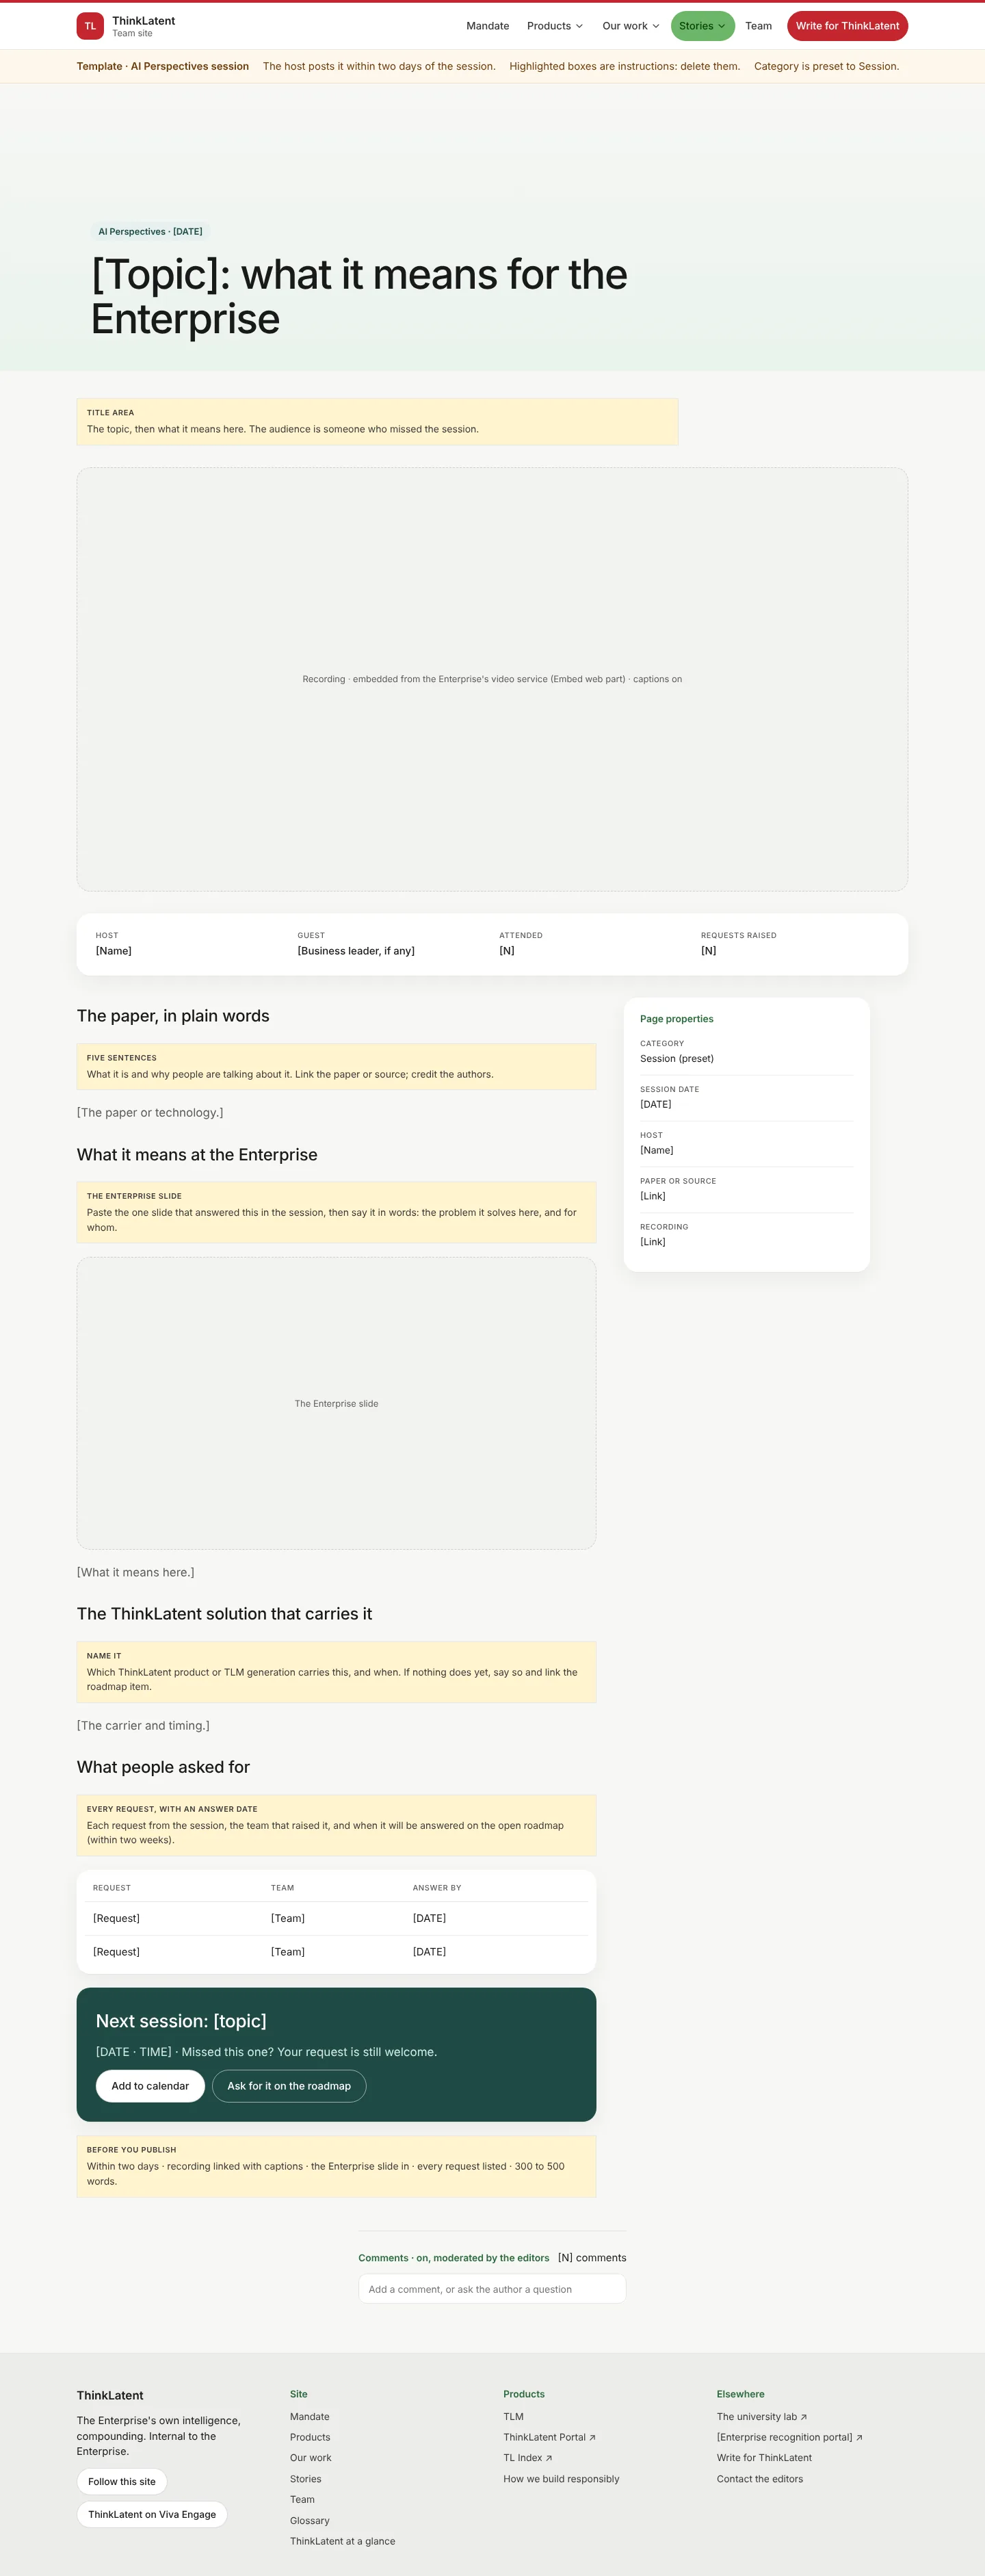 TL
ThinkLatent
Team site
Mandate
Products
Our work
Stories
Team
Write for ThinkLatent
Template · AI Perspectives session
The host posts it within two days of the session.
Highlighted boxes are instructions: delete them.
Category is preset to Session.
AI Perspectives · [DATE]
[Topic]: what it means for the
Enterprise
TITLE AREA
The topic, then what it means here. The audience is someone who missed the session.
Recording · embedded from the Enterprise's video service (Embed web part) · captions on
HOST
[Name]
GUEST
[Business leader, if any]
ATTENDED
[N]
REQUESTS RAISED
[N]
The paper, in plain words
FIVE SENTENCES
What it is and why people are talking about it. Link the paper or source; credit the authors.
[The paper or technology.]
What it means at the Enterprise
THE ENTERPRISE SLIDE
Paste the one slide that answered this in the session, then say it in words: the problem it solves here, and for
whom.
The Enterprise slide
[What it means here.]
The ThinkLatent solution that carries it
NAME IT
Which ThinkLatent product or TLM generation carries this, and when. If nothing does yet, say so and link the
roadmap item.
[The carrier and timing.]
What people asked for
EVERY REQUEST, WITH AN ANSWER DATE
Each request from the session, the team that raised it, and when it will be answered on the open roadmap
(within two weeks).
REQUEST TEAM ANSWER BY
[Request] [Team] [DATE]
[Request] [Team] [DATE]
Next session: [topic]
[DATE · TIME] · Missed this one? Your request is still welcome.
Add to calendar
Ask for it on the roadmap
BEFORE YOU PUBLISH
Within two days · recording linked with captions · the Enterprise slide in · every request listed · 300 to 500
words.
Page properties
CATEGORY
Session (preset)
SESSION DATE
[DATE]
HOST
[Name]
PAPER OR SOURCE
[Link]
RECORDING
[Link]
Comments · on, moderated by the editors
[N] comments
Add a comment, or ask the author a question
ThinkLatent
The Enterprise's own intelligence,
compounding. Internal to the
Enterprise.
Follow this site
ThinkLatent on Viva Engage
Site
Mandate
Products
Our work
Stories
Team
Glossary
ThinkLatent at a glance
Products
TLM
ThinkLatent Portal ↗
TL Index ↗
How we build responsibly
Elsewhere
The university lab ↗
[Enterprise recognition portal] ↗
Write for ThinkLatent
Contact the editors